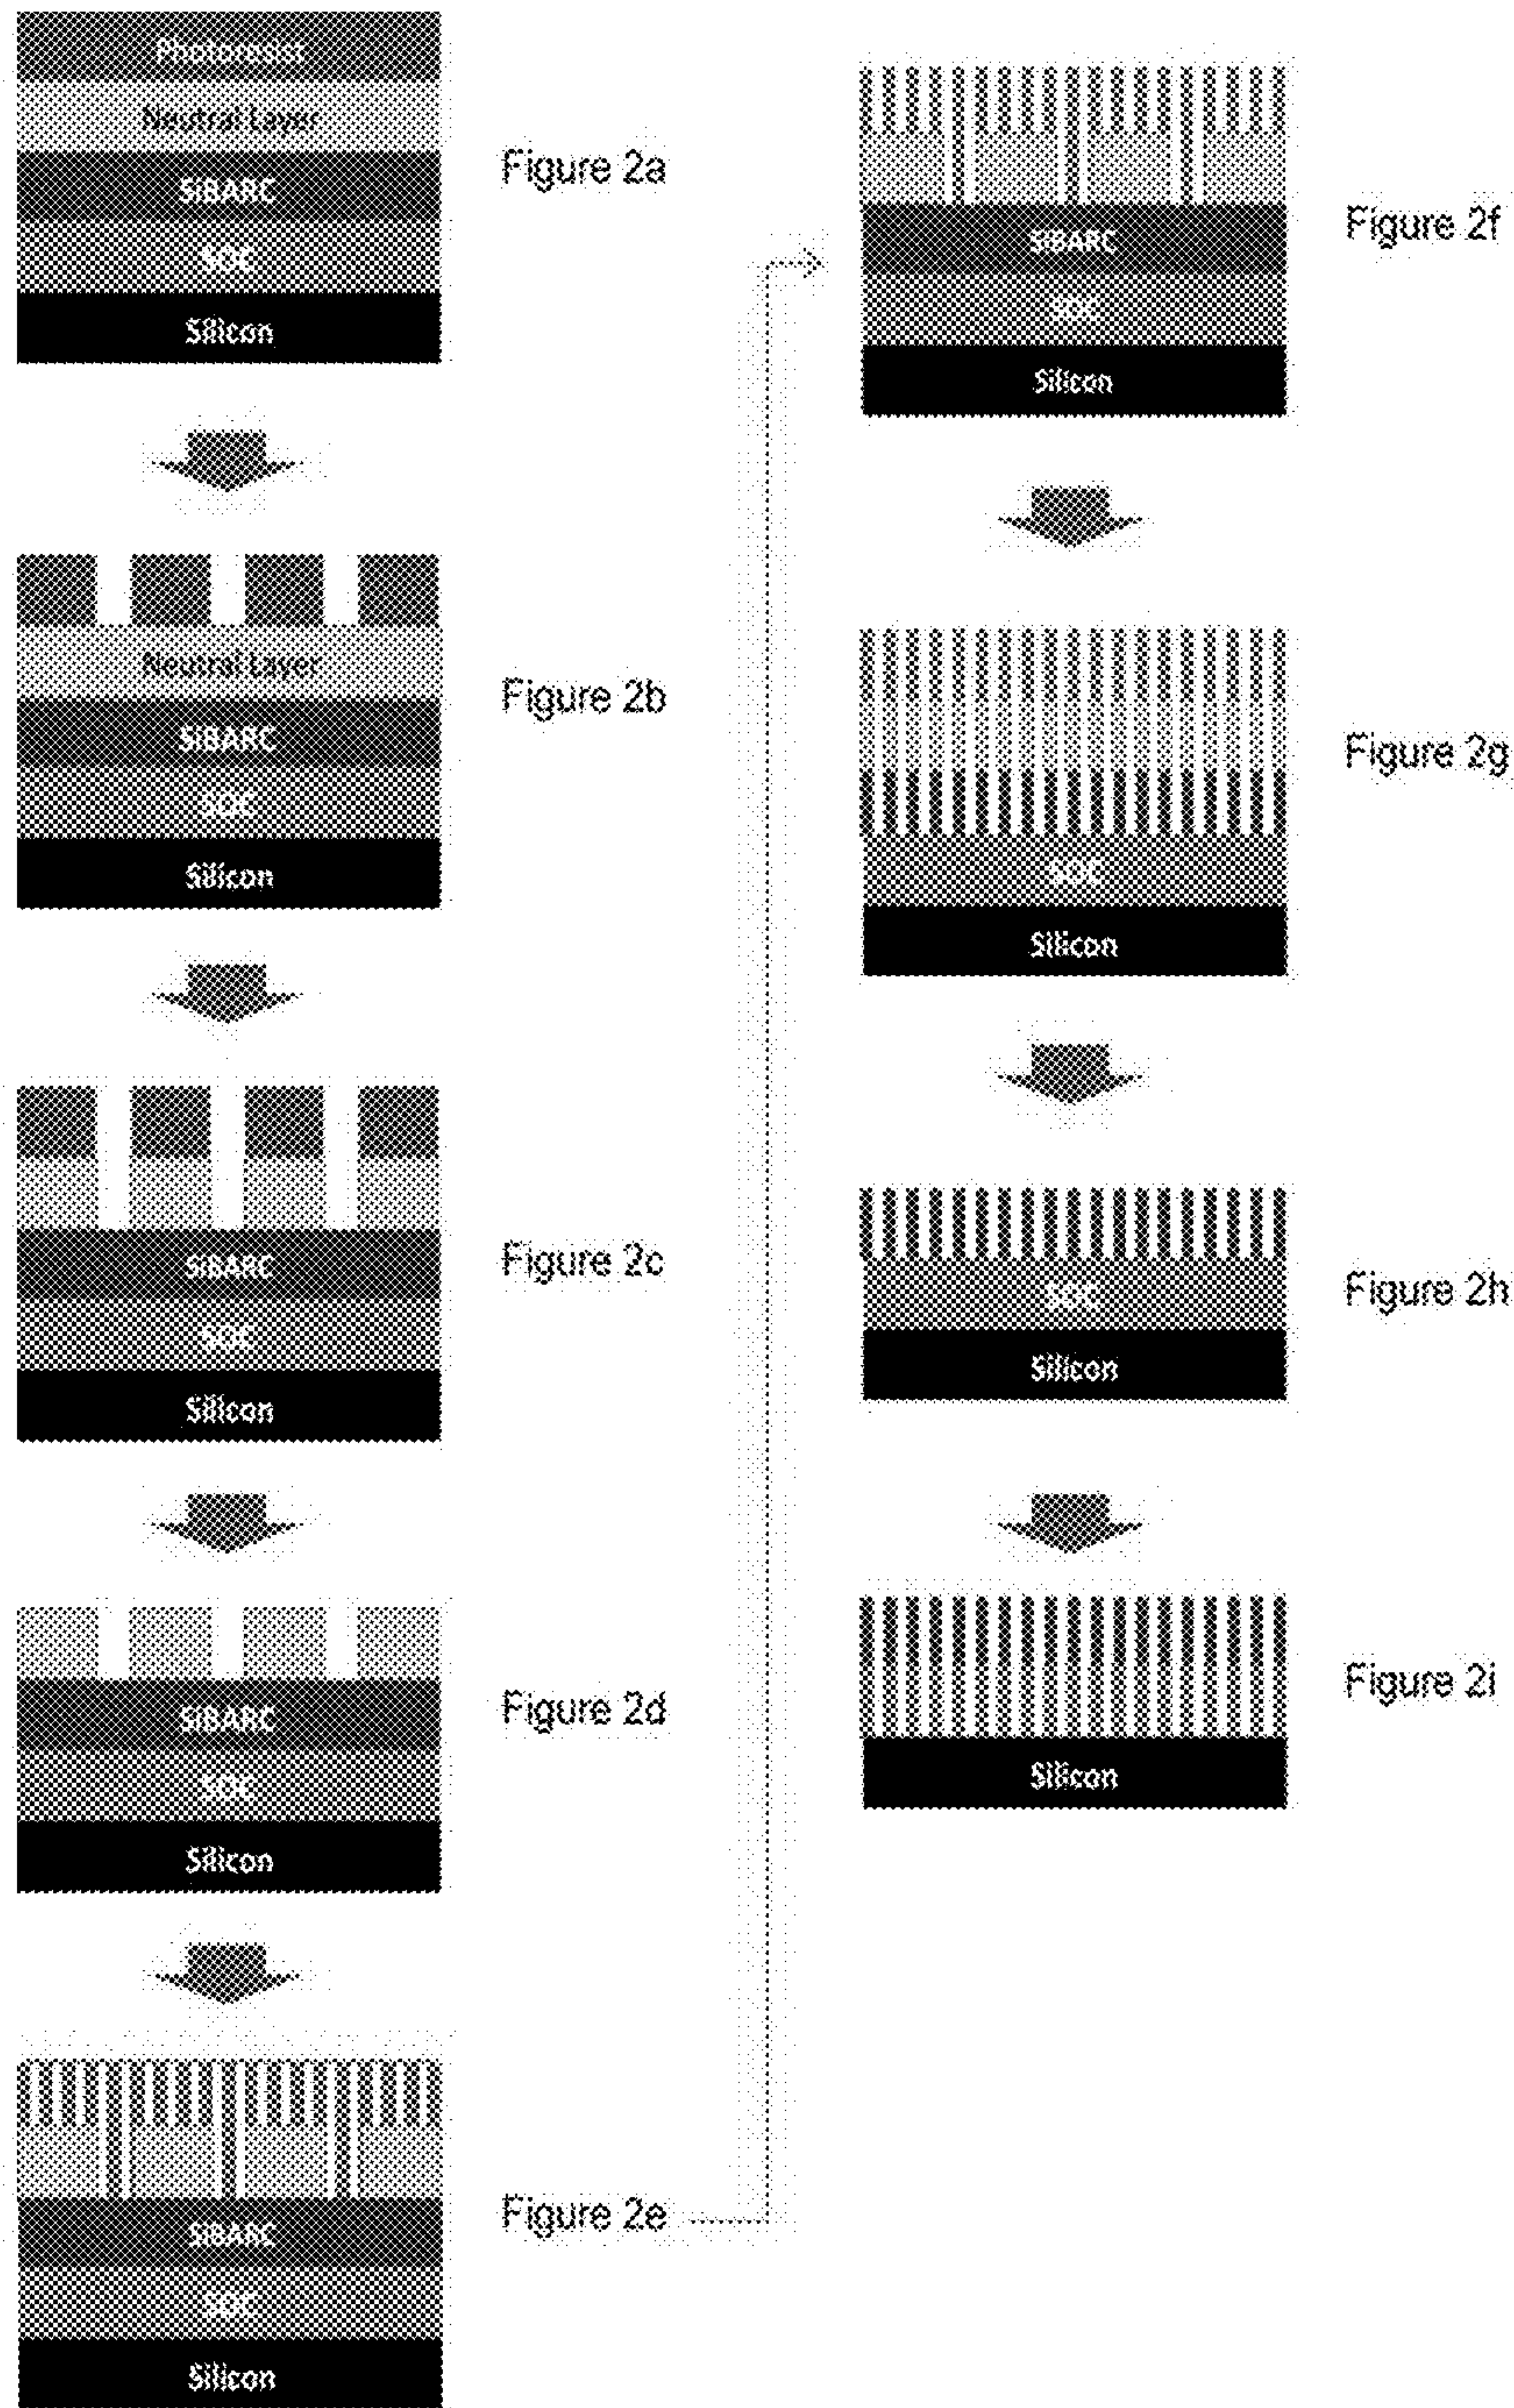 Photoresist
Neutral Layer
SiBARC
SOC
Silicon
Figure 2a
Neutral Layer
SiBARC
SOC
Silicon
Figure 2b
SiBARC
SOC
Silicon
Figure 2c
SiBARC
SOC
Silicon
Figure 2d
SiBARC
SOC
Silicon
Figure 2e
SiBARC
SOC
Silicon
Figure 2f
SOC
Silicon
Figure 2g
SOC
Silicon
Figure 2h
Silicon
Figure 2i